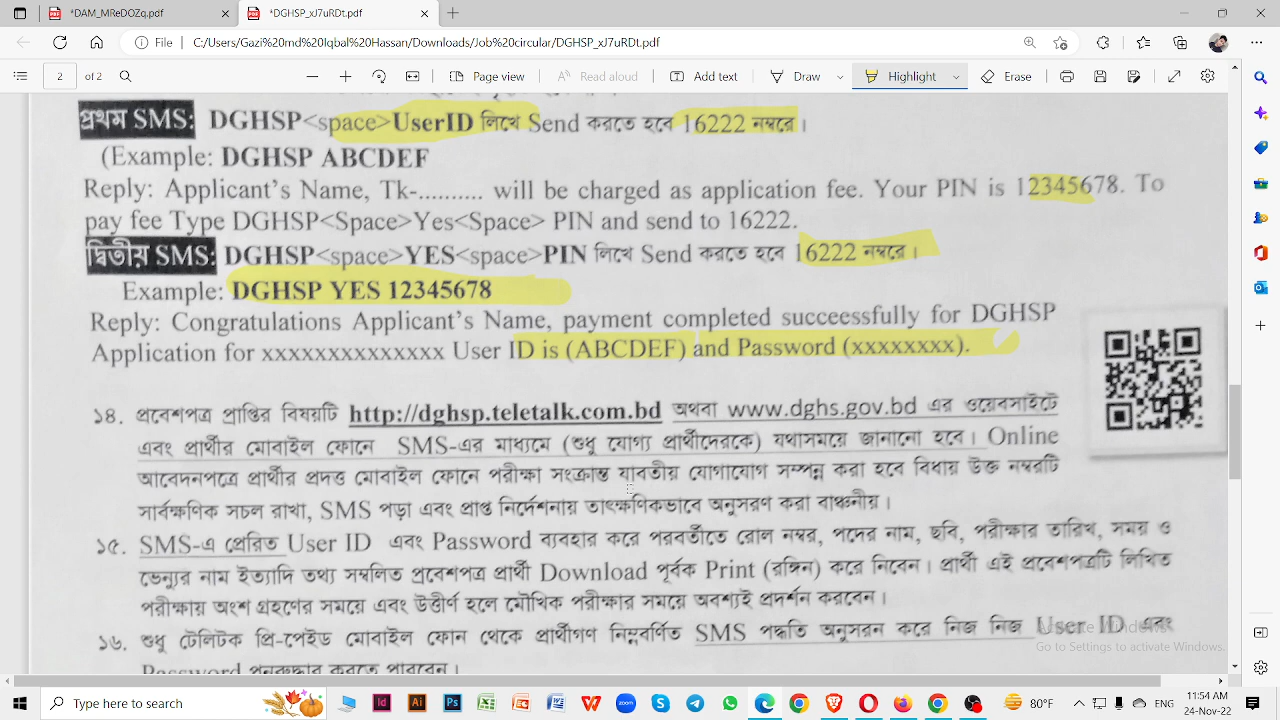 DAM_MReDOZq.pdf
DGHSP_xJ7uRDt.pdf
File C:/Users/Gazi%20md%20Iqbal%20Hassan/Downloads/Job%20circular/DGHSP_xJ7uRDt.pdf
2 of 2 Page view Read aloud Add text Draw Highlight Erase
প্রথম SMS: DGHSP<space>UserID লিখে Send করতে হবে 16222 নম্বরে।
(Example: DGHSP ABCDEF
Reply: Applicant's Name, Tk-.......... will be charged as application fee. Your PIN is 12345678. To
pay fee Type DGHSP<Space>Yes<Space> PIN and send to 16222.
দ্বিতীয় SMS: DGHSP<space>YES<space>PIN লিখে Send করতে হবে 16222 নম্বরে।
Example: DGHSP YES 12345678
Reply: Congratulations Applicant's Name, payment completed succeessfully for DGHSP
Application for xxxxxxxxxxxxxx User ID is (ABCDEF) and Password (xxxxxxxx).
১৪. প্রবেশপত্র প্রাপ্তির বিষয়টি http://dghsp.teletalk.com.bd অথবা www.dghs.gov.bd এর ওয়েবসাইটে
এবং প্রার্থীর মোবাইল ফোনে SMS-এর মাধ্যমে (শুধু যোগ্য প্রার্থীদেরকে) যথাসময়ে জানানো হবে। Online
আবেদনপত্রে প্রার্থীর প্রদত্ত মোবাইল ফোনে পরীক্ষা সংক্রান্ত যাবতীয় যোগাযোগ সম্পন্ন করা হবে বিধায় উক্ত নম্বরটি
সার্বক্ষণিক সচল রাখা, SMS পড়া এবং প্রাপ্ত নির্দেশনায় তাৎক্ষণিকভাবে অনুসরণ করা বাঞ্চনীয়।
১৫. SMS-এ প্রেরিত User ID এবং Password ব্যবহার করে পরবর্তীতে রোল নম্বর, পদের নাম, ছবি, পরীক্ষার তারিখ, সময় ও
ভেন্যুর নাম ইত্যাদি তথ্য সম্বলিত প্রবেশপত্র প্রার্থী Download পূর্বক Print (রঙ্গিন) করে নিবেন। প্রার্থী এই প্রবেশপত্রটি লিখিত
পরীক্ষায় অংশ গ্রহণের সময়ে এবং উত্তীর্ণ হলে মৌখিক পরীক্ষার সময়ে অবশ্যই প্রদর্শন করবেন।
১৬. শুধু টেলিটক প্রি-পেইড মোবাইল ফোন থেকে প্রার্থীগণ নিম্নবর্ণিত SMS পদ্ধতি অনুসরন করে নিজ নিজ User ID এবং
Password পুনরুদ্ধার করতে পারবেন।
Activate Windows
Go to Settings to activate Windows.
Type here to search
80°F
ENG
US
11:54 AM
24-Nov-22